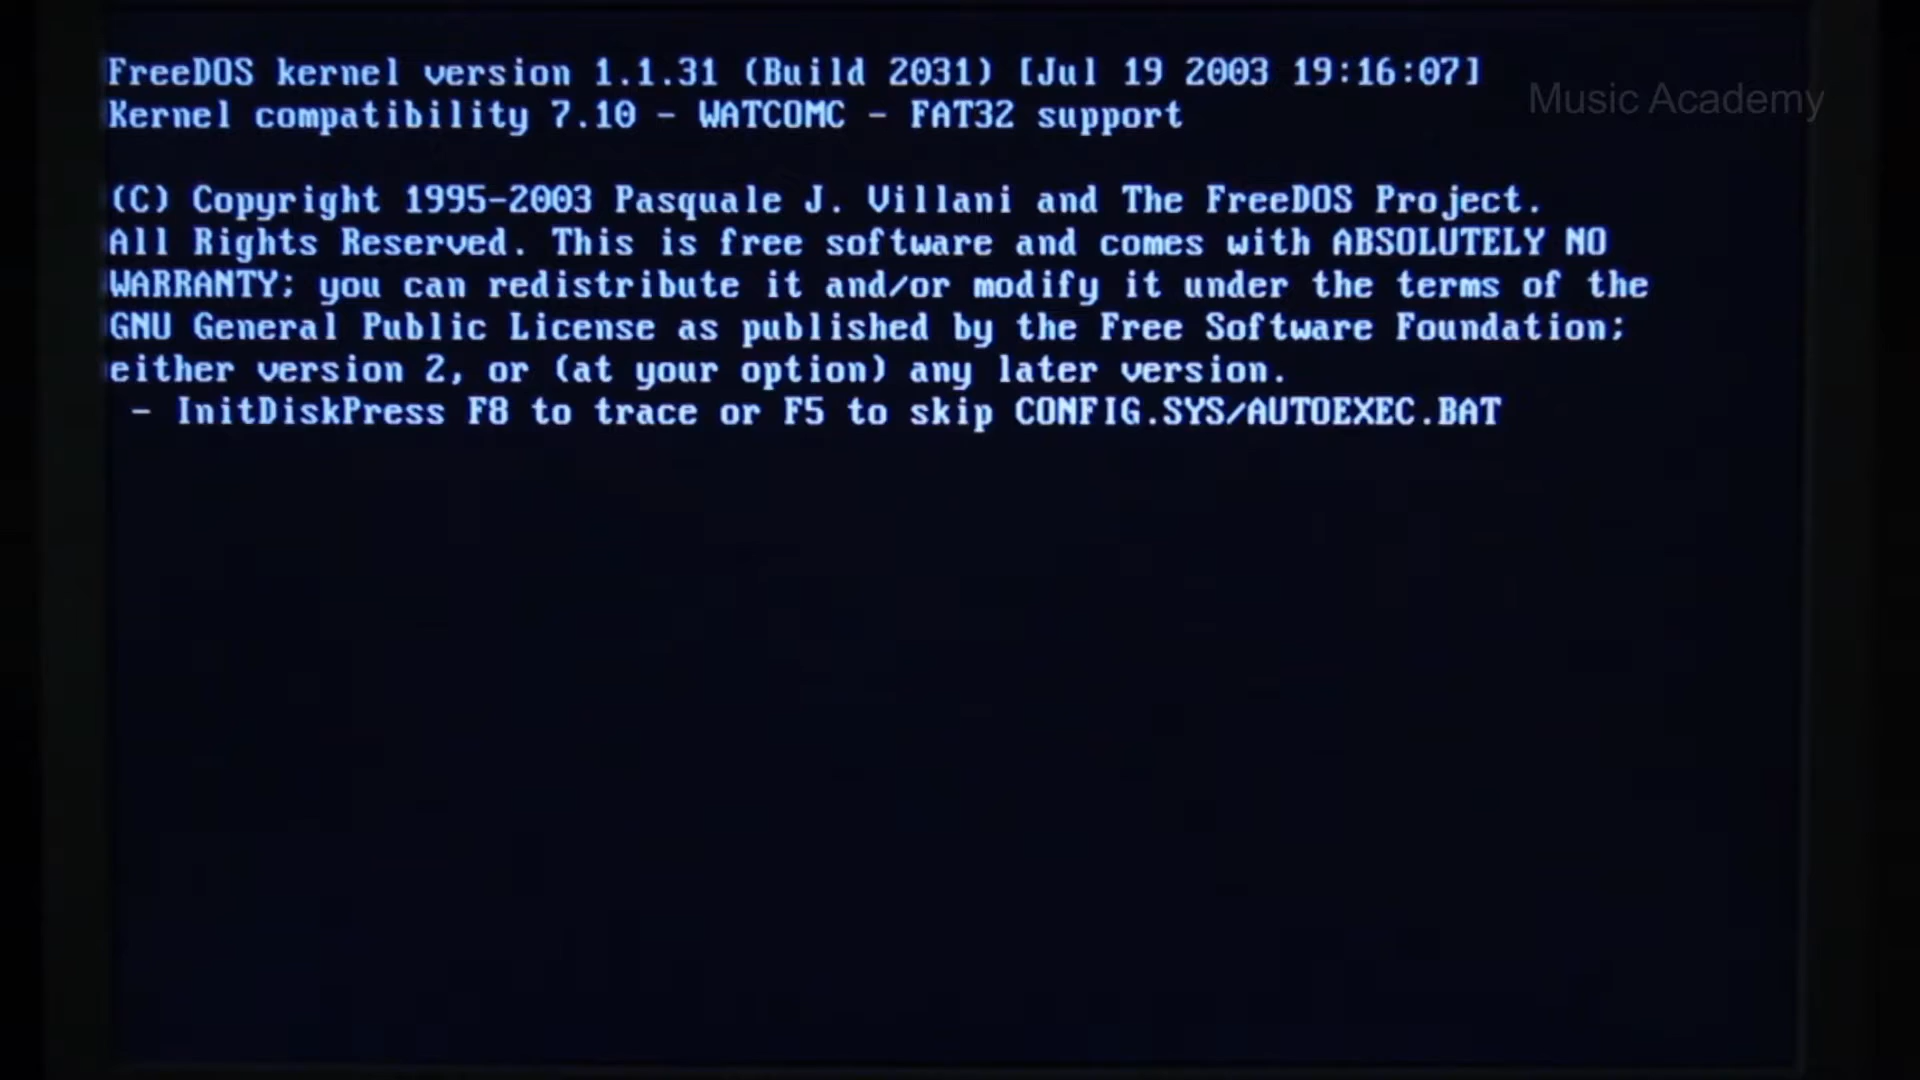 FreeDOS kernel version 1.1.31 (Build 2031) [Jul 19 2003 19:16:07]
Music Academy
Kernel compatibility 7.10 - WATCOMC - FAT32 support
(C) Copyright 1995-2003 Pasquale J. Villani and The FreeDOS Project.
All Rights Reserved. This is free software and comes with ABSOLUTELY NO
WARRANTY; you can redistribute it and/or modify it under the terms of the
GNU General Public License as published by the Free Software Foundation;
either version 2, or (at your option) any later version.
- InitDiskPress F8 to trace or F5 to skip CONFIG.SYS/AUTOEXEC.BAT